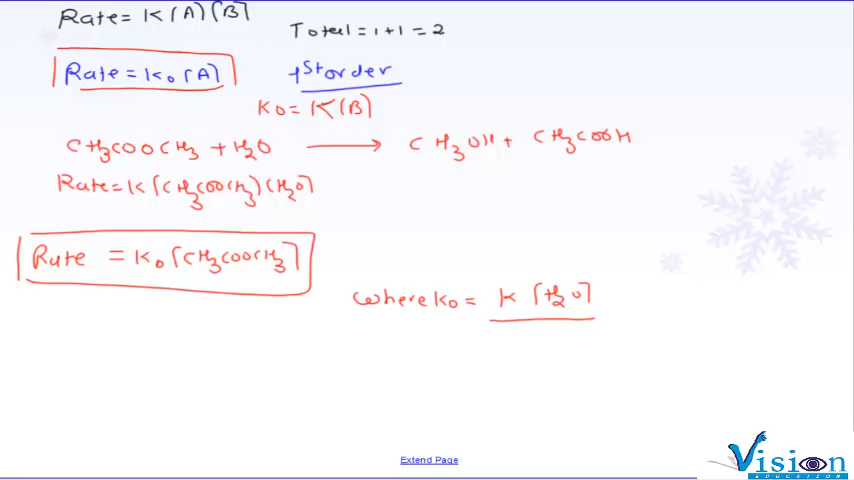 Rate = K[A][B]
Total = 1+1 = 2
Rate = K0[A]
1st order
K0 = K[B]
CH3COOCH3 + H2O → CH3OH + CH3COOH
Rate = K[CH3COOCH3][H2O]
Rate = K0[CH3COOCH3]
where K0 = K[H2O]
Extend Page
Vision
EDUCATION